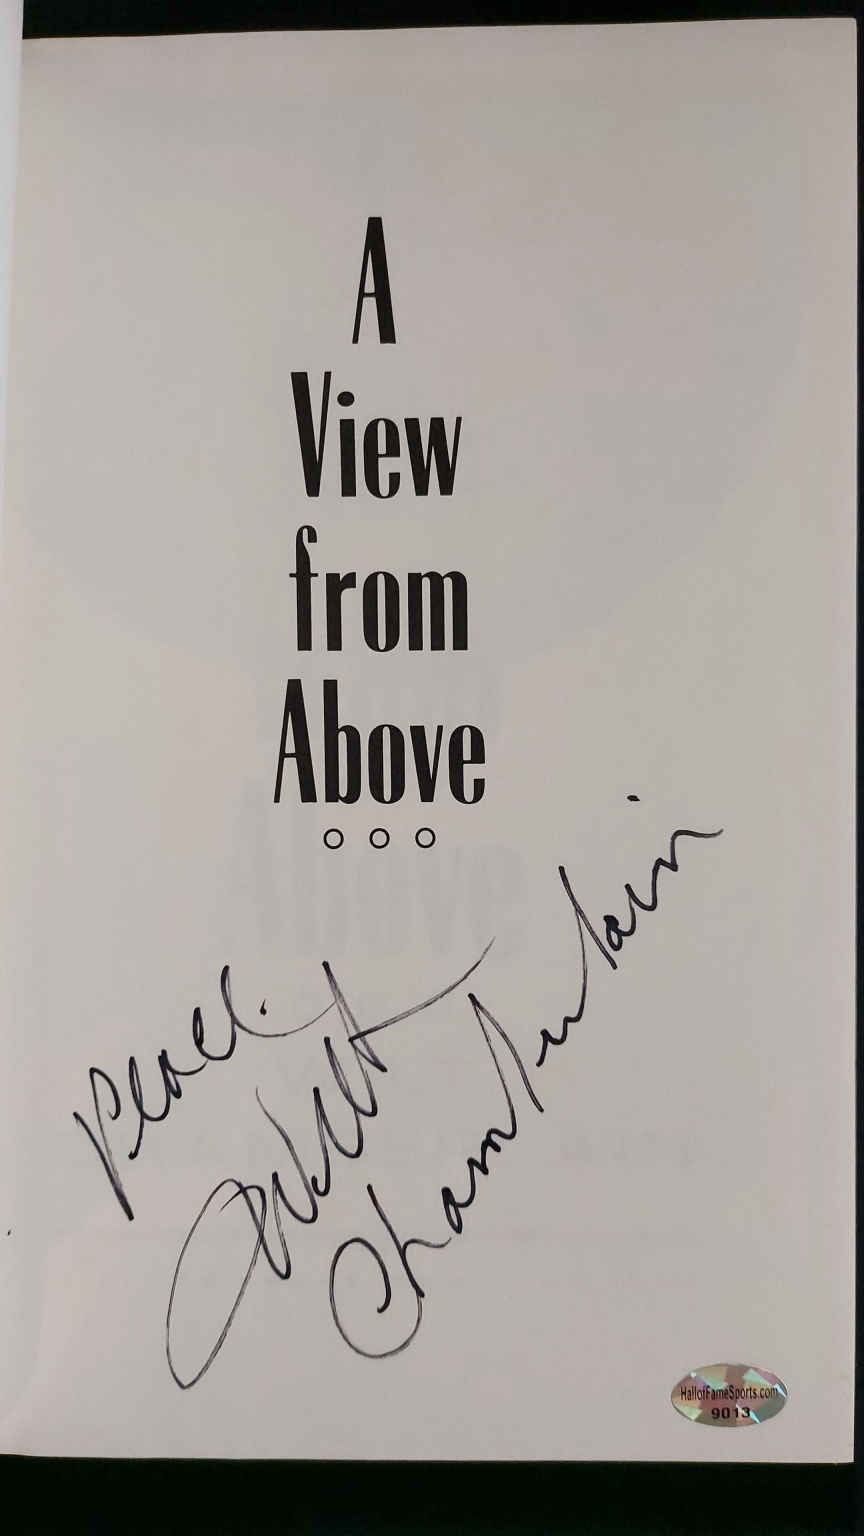 A
View
from
Above
Peace.
Wilt
Chamberlain
HallofFameSports.com
9013